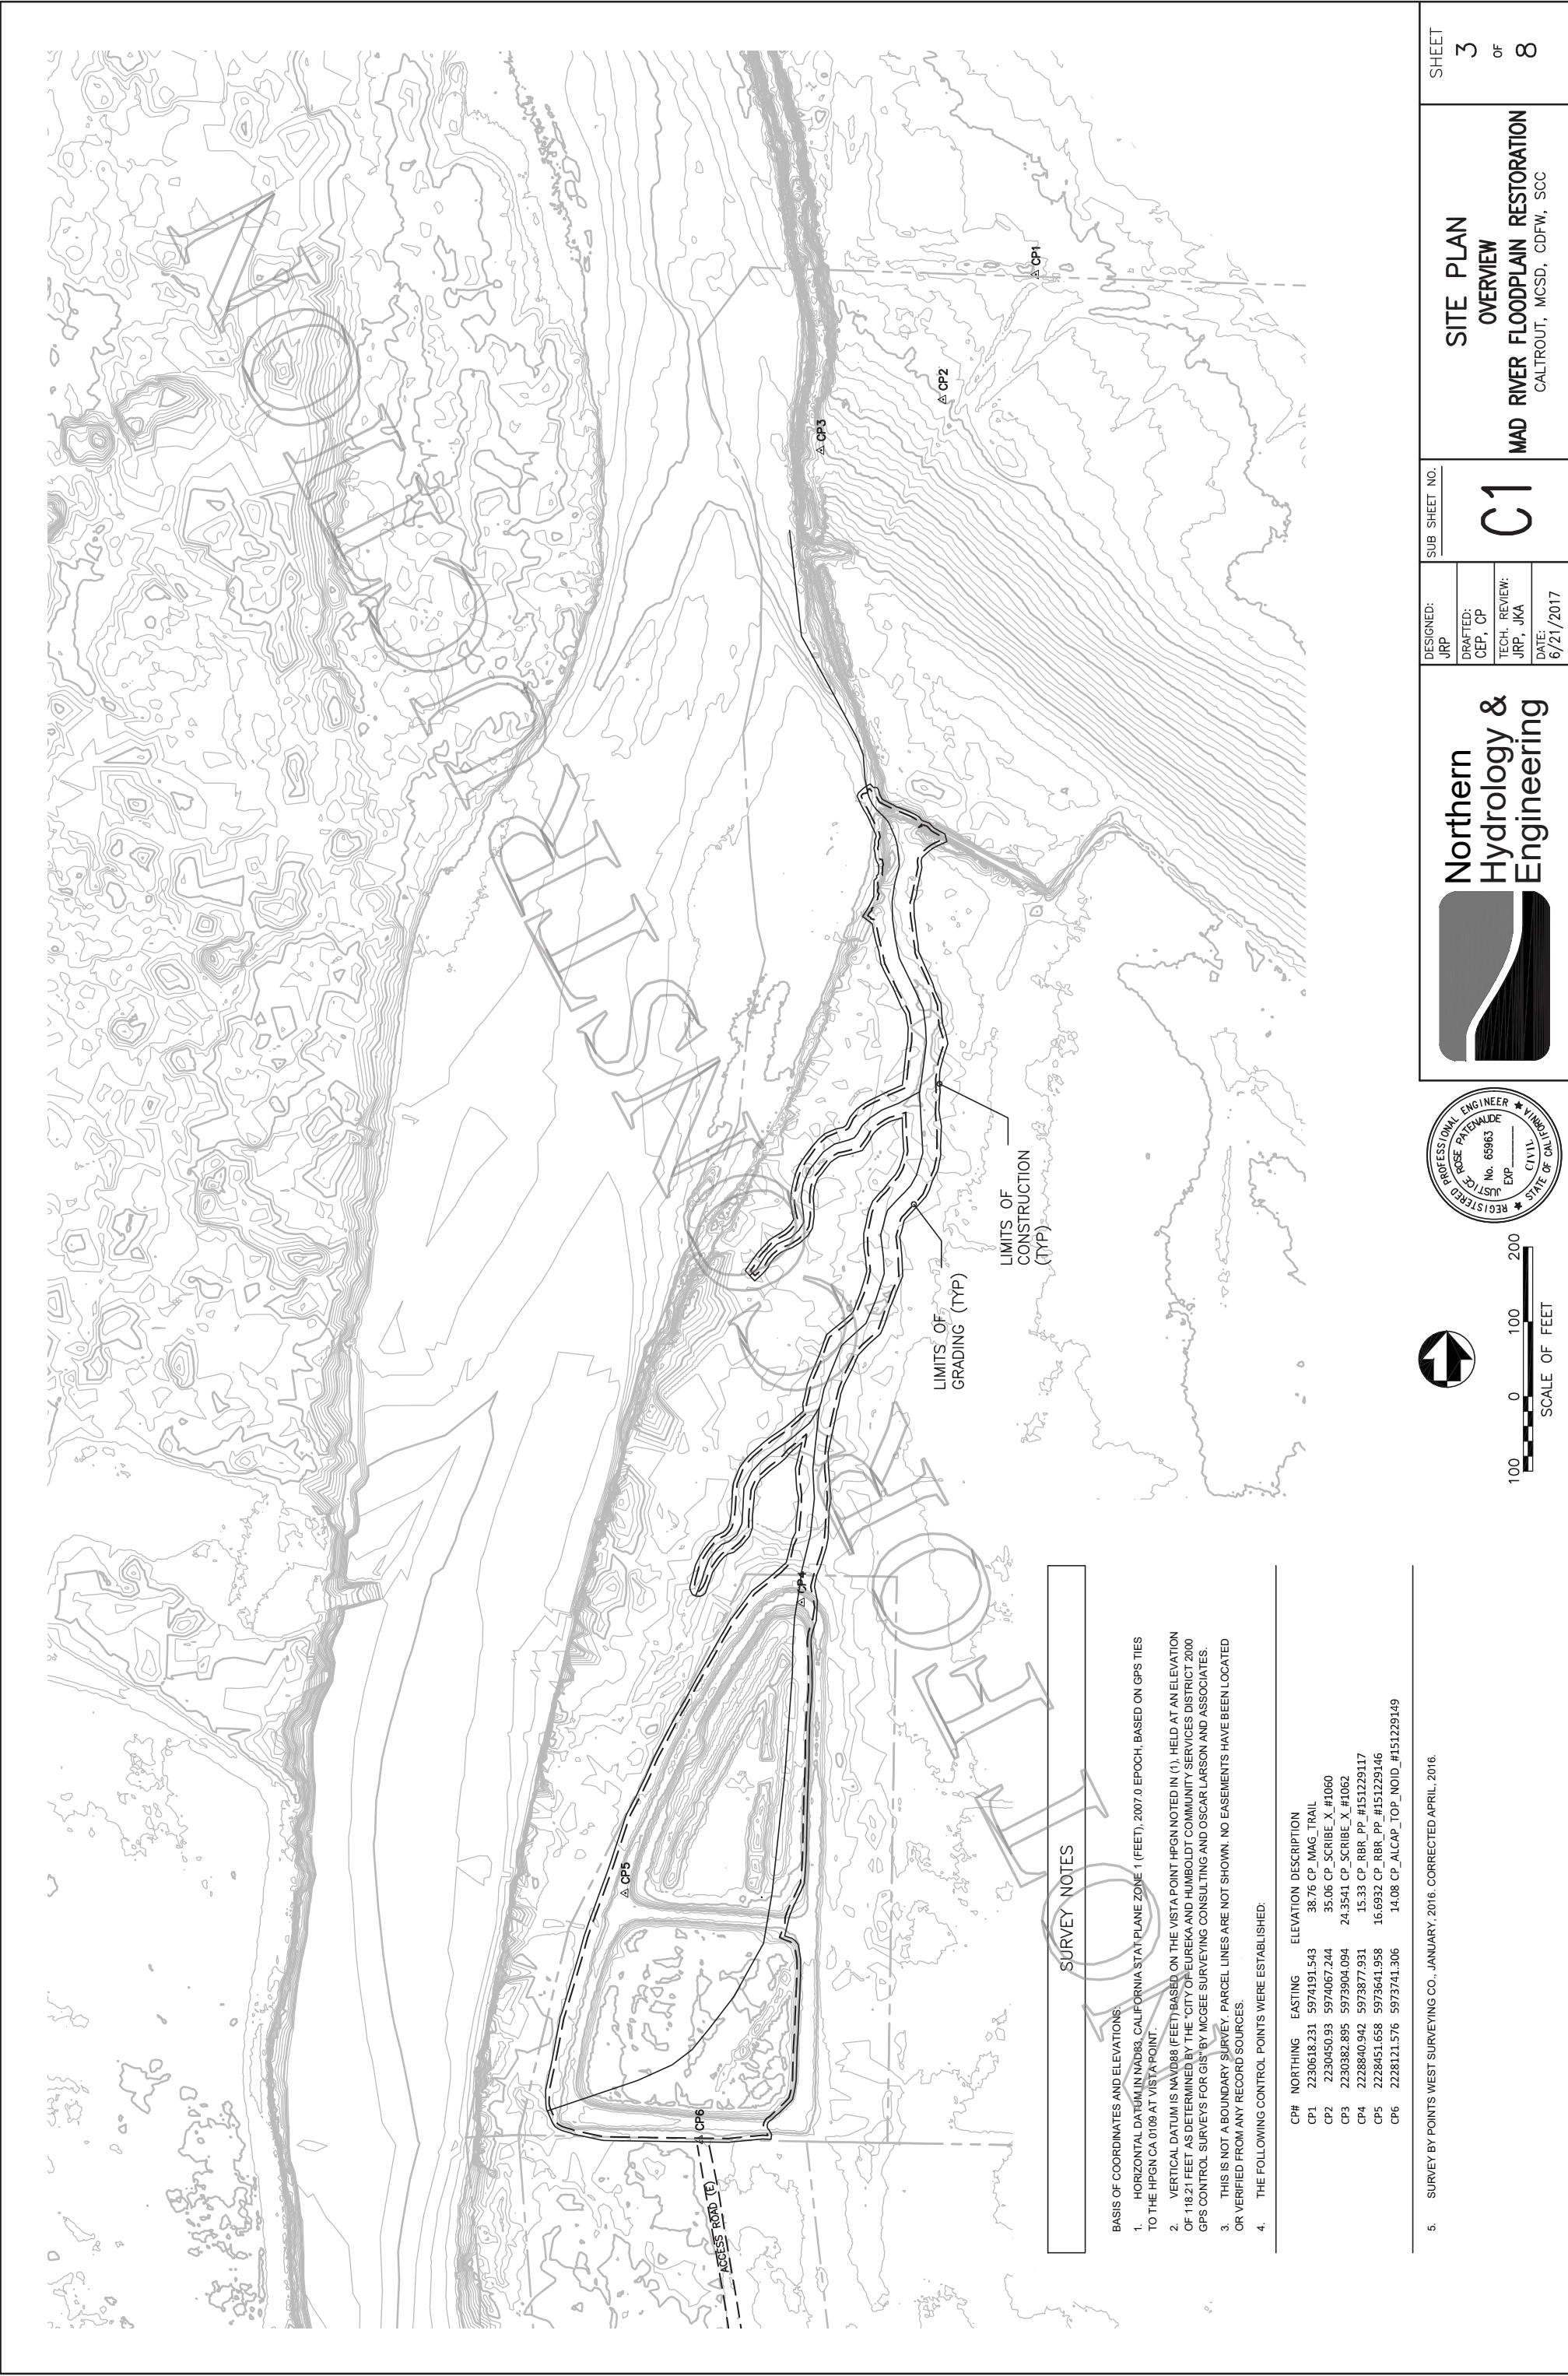 NOT FOR CONSTRUCTION
CP1
CP2
CP3
CP4
CP5
CP6
ACCESS ROAD (E)
LIMITS OF
GRADING (TYP)
LIMITS OF
CONSTRUCTION
(TYP)
SURVEY NOTES
BASIS OF COORDINATES AND ELEVATIONS:
1. HORIZONTAL DATUM IN NAD83, CALIFORNIA STAT PLANE ZONE 1 (FEET), 2007.0 EPOCH, BASED ON GPS TIES
TO THE HPGN CA 0109 AT VISTA POINT.
2. VERTICAL DATUM IS NAVD88 (FEET) BASED ON THE VISTA POINT HPGN NOTED IN (1), HELD AT AN ELEVATION
OF 118.21 FEET AS DETERMINED BY THE "CITY OF EUREKA AND HUMBOLDT COMMUNITY SERVICES DISTRICT 2000
GPS CONTROL SURVEYS FOR GIS" BY MCGEE SURVEYING CONSULTING AND OSCAR LARSON AND ASSOCIATES.
3. THIS IS NOT A BOUNDARY SURVEY. PARCEL LINES ARE NOT SHOWN. NO EASEMENTS HAVE BEEN LOCATED
OR VERIFIED FROM ANY RECORD SOURCES.
4. THE FOLLOWING CONTROL POINTS WERE ESTABLISHED:
CP# NORTHING EASTING ELEVATION DESCRIPTION
CP1 2230618.231 5974191.543 38.76 CP_MAG_TRAIL
CP2 2230450.93 5974067.244 35.06 CP_SCRIBE_X_#1060
CP3 2230382.895 5973904.094 24.3541 CP_SCRIBE_X_#1062
CP4 2228840.942 5973877.931 15.33 CP_RBR_PP_#151229117
CP5 2228451.658 5973641.958 16.6932 CP_RBR_PP_#151229146
CP6 2228121.576 5973741.306 14.08 CP_ALCAP_TOP_NOID_#151229149
5. SURVEY BY POINTS WEST SURVEYING CO., JANUARY, 2016. CORRECTED APRIL, 2016.
100 0 100 200
SCALE OF FEET
REGISTERED PROFESSIONAL ENGINEER
JUSTICE ROSE PATENAUDE
No. 65963
EXP
CIVIL
STATE OF CALIFORNIA
Northern
Hydrology &
Engineering
DESIGNED:
JRP
DRAFTED:
CEP, CP
TECH. REVIEW:
JRP, JKA
DATE:
6/21/2017
SUB SHEET NO.
C1
SITE PLAN
OVERVIEW
MAD RIVER FLOODPLAIN RESTORATION
CALTROUT, MCSD, CDFW, SCC
SHEET
3
OF
8